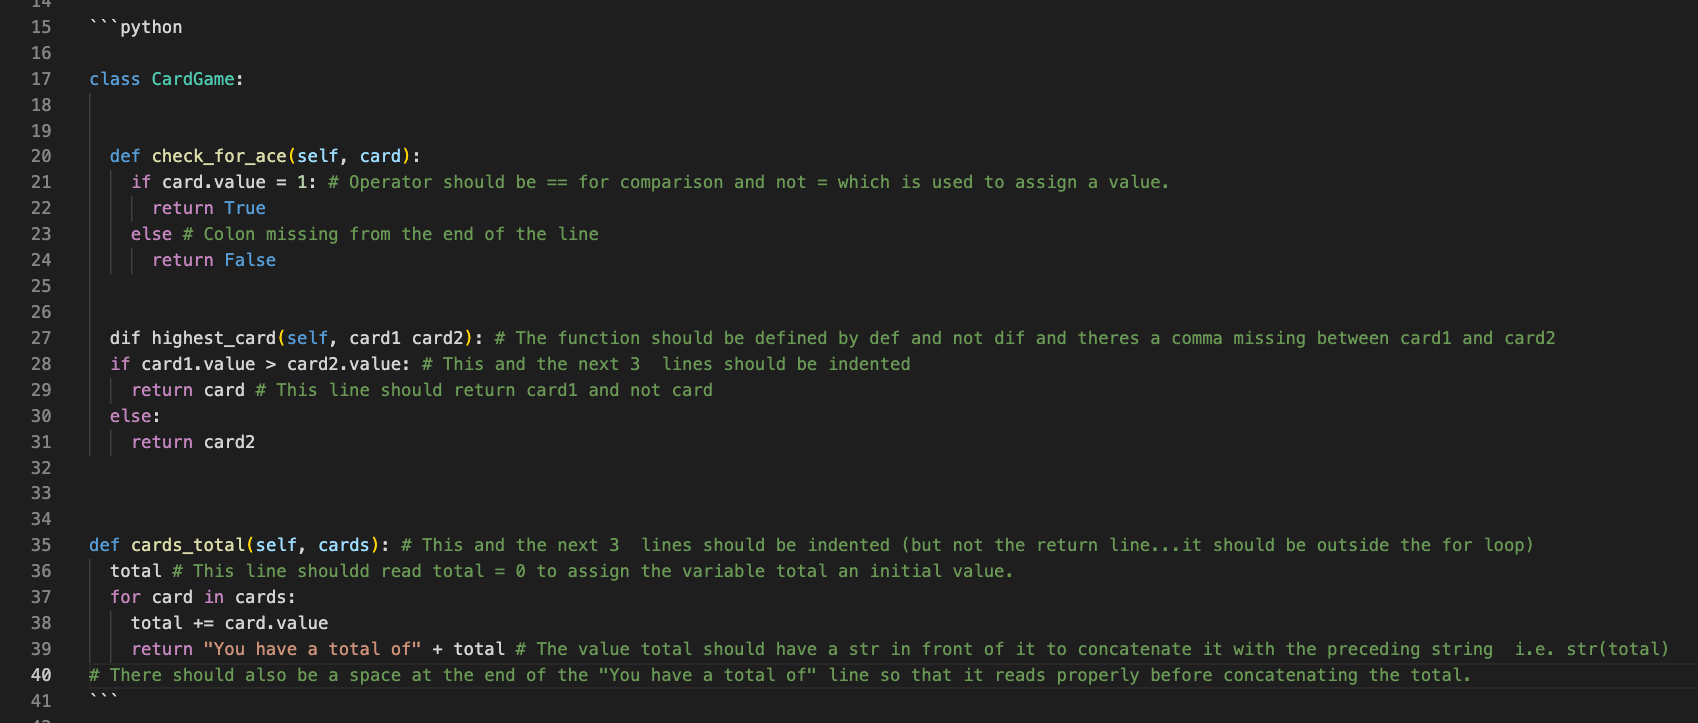 14
15 ```python
16
17 class CardGame:
18
19
20   def check_for_ace(self, card):
21     if card.value = 1: # Operator should be == for comparison and not = which is used to assign a value.
22       return True
23     else # Colon missing from the end of the line
24       return False
25
26
27   dif highest_card(self, card1 card2): # The function should be defined by def and not dif and theres a comma missing between card1 and card2
28   if card1.value > card2.value: # This and the next 3  lines should be indented
29     return card # This line should return card1 and not card
30   else:
31     return card2
32
33
34
35 def cards_total(self, cards): # This and the next 3  lines should be indented (but not the return line...it should be outside the for loop)
36   total # This line shouldd read total = 0 to assign the variable total an initial value.
37   for card in cards:
38     total += card.value
39     return "You have a total of" + total # The value total should have a str in front of it to concatenate it with the preceding string  i.e. str(total)
40 # There should also be a space at the end of the "You have a total of" line so that it reads properly before concatenating the total.
41 ```
42